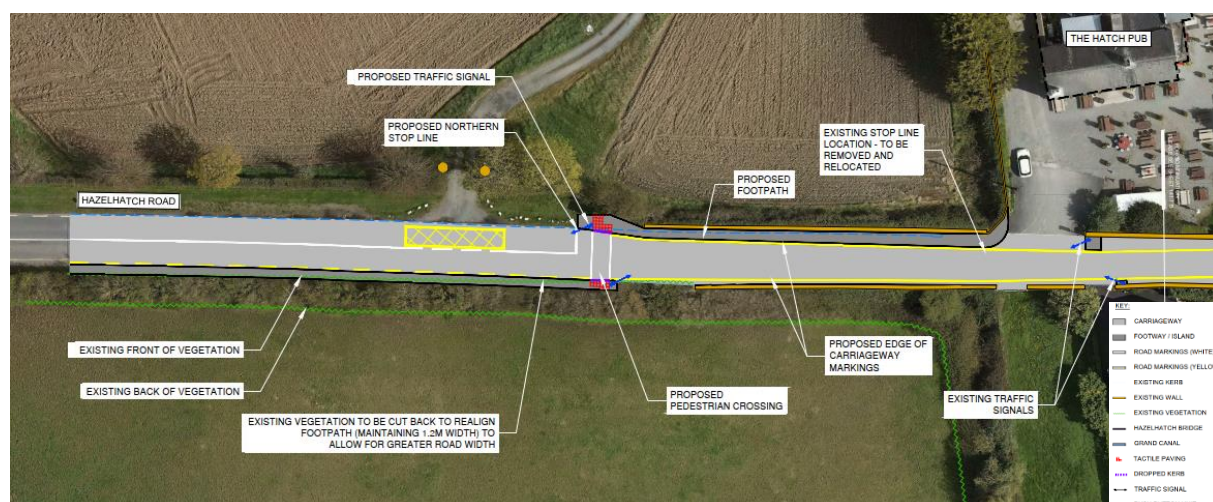 THE HATCH PUB
PROPOSED TRAFFIC SIGNAL
PROPOSED NORTHERN
STOP LINE
EXISTING STOP LINE
LOCATION - TO BE
REMOVED AND
RELOCATED
PROPOSED
FOOTPATH
HAZELHATCH ROAD
EXISTING FRONT OF VEGETATION
EXISTING BACK OF VEGETATION
EXISTING VEGETATION TO BE CUT BACK TO REALIGN
FOOTPATH (MAINTAINING 1.2M WIDTH) TO
ALLOW FOR GREATER ROAD WIDTH
PROPOSED
PEDESTRIAN CROSSING
PROPOSED EDGE OF
CARRIAGEWAY
MARKINGS
EXISTING TRAFFIC
SIGNALS
KEY:
CARRIAGEWAY
FOOTWAY / ISLAND
ROAD MARKINGS (WHITE
ROAD MARKINGS (YELLO
EXISTING KERB
EXISTING WALL
EXISTING VEGETATION
HAZELHATCH BRIDGE
GRAND CANAL
TACTILE PAVING
DROPPED KERB
TRAFFIC SIGNAL